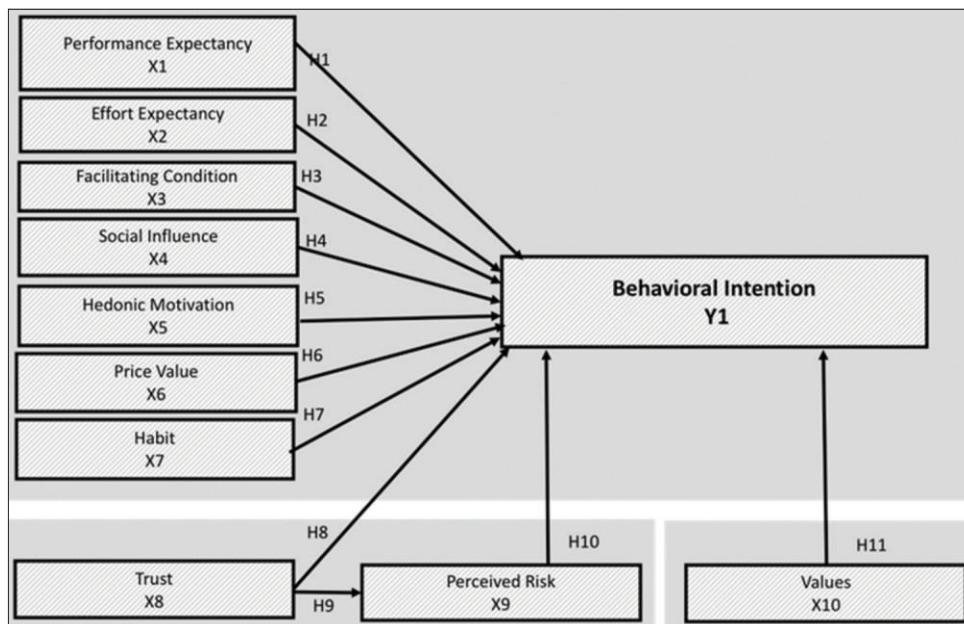 Performance Expectancy
X1
H1
Effort Expectancy
X2
H2
Facilitating Condition
X3
H3
Social Influence
X4
H4
Hedonic Motivation
X5
H5
Price Value
X6
H6
Habit
X7
H7
Behavioral Intention
Y1
H8
H10
H11
Trust
X8
H9
Perceived Risk
X9
Values
X10